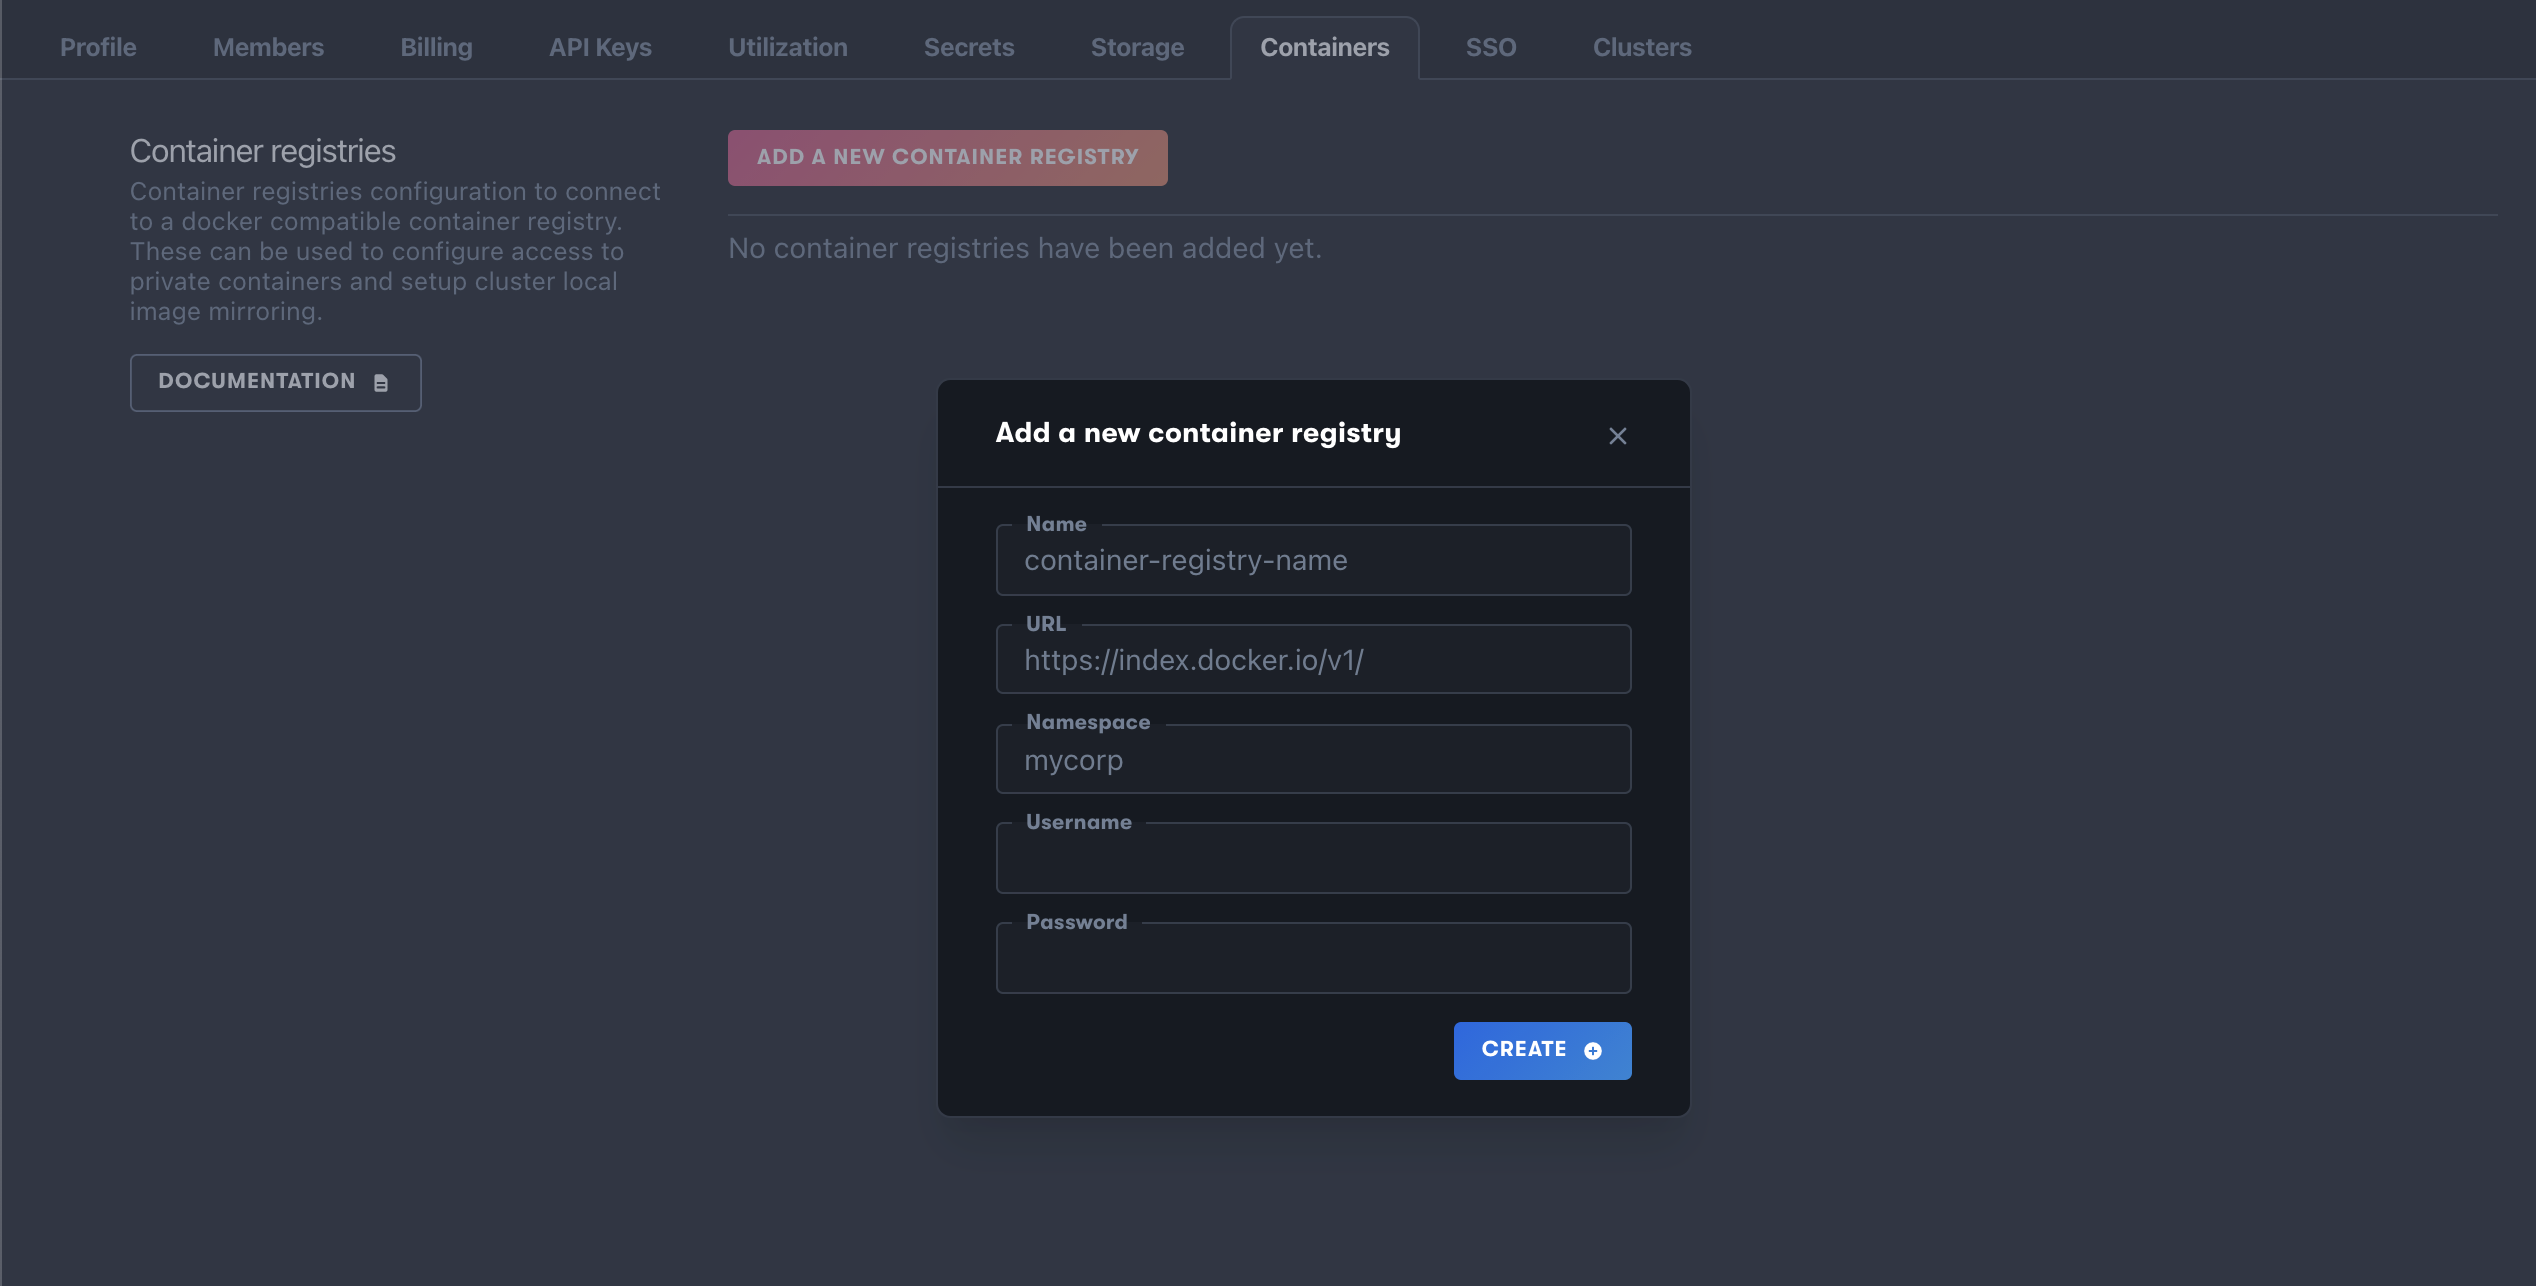 Profile Members Billing API Keys Utilization Secrets Storage Containers SSO Clusters
Container registries
Container registries configuration to connect
to a docker compatible container registry.
These can be used to configure access to
private containers and setup cluster local
image mirroring.
DOCUMENTATION
ADD A NEW CONTAINER REGISTRY
No container registries have been added yet.
Add a new container registry
Name
container-registry-name
URL
https://index.docker.io/v1/
Namespace
mycorp
Username
Password
CREATE